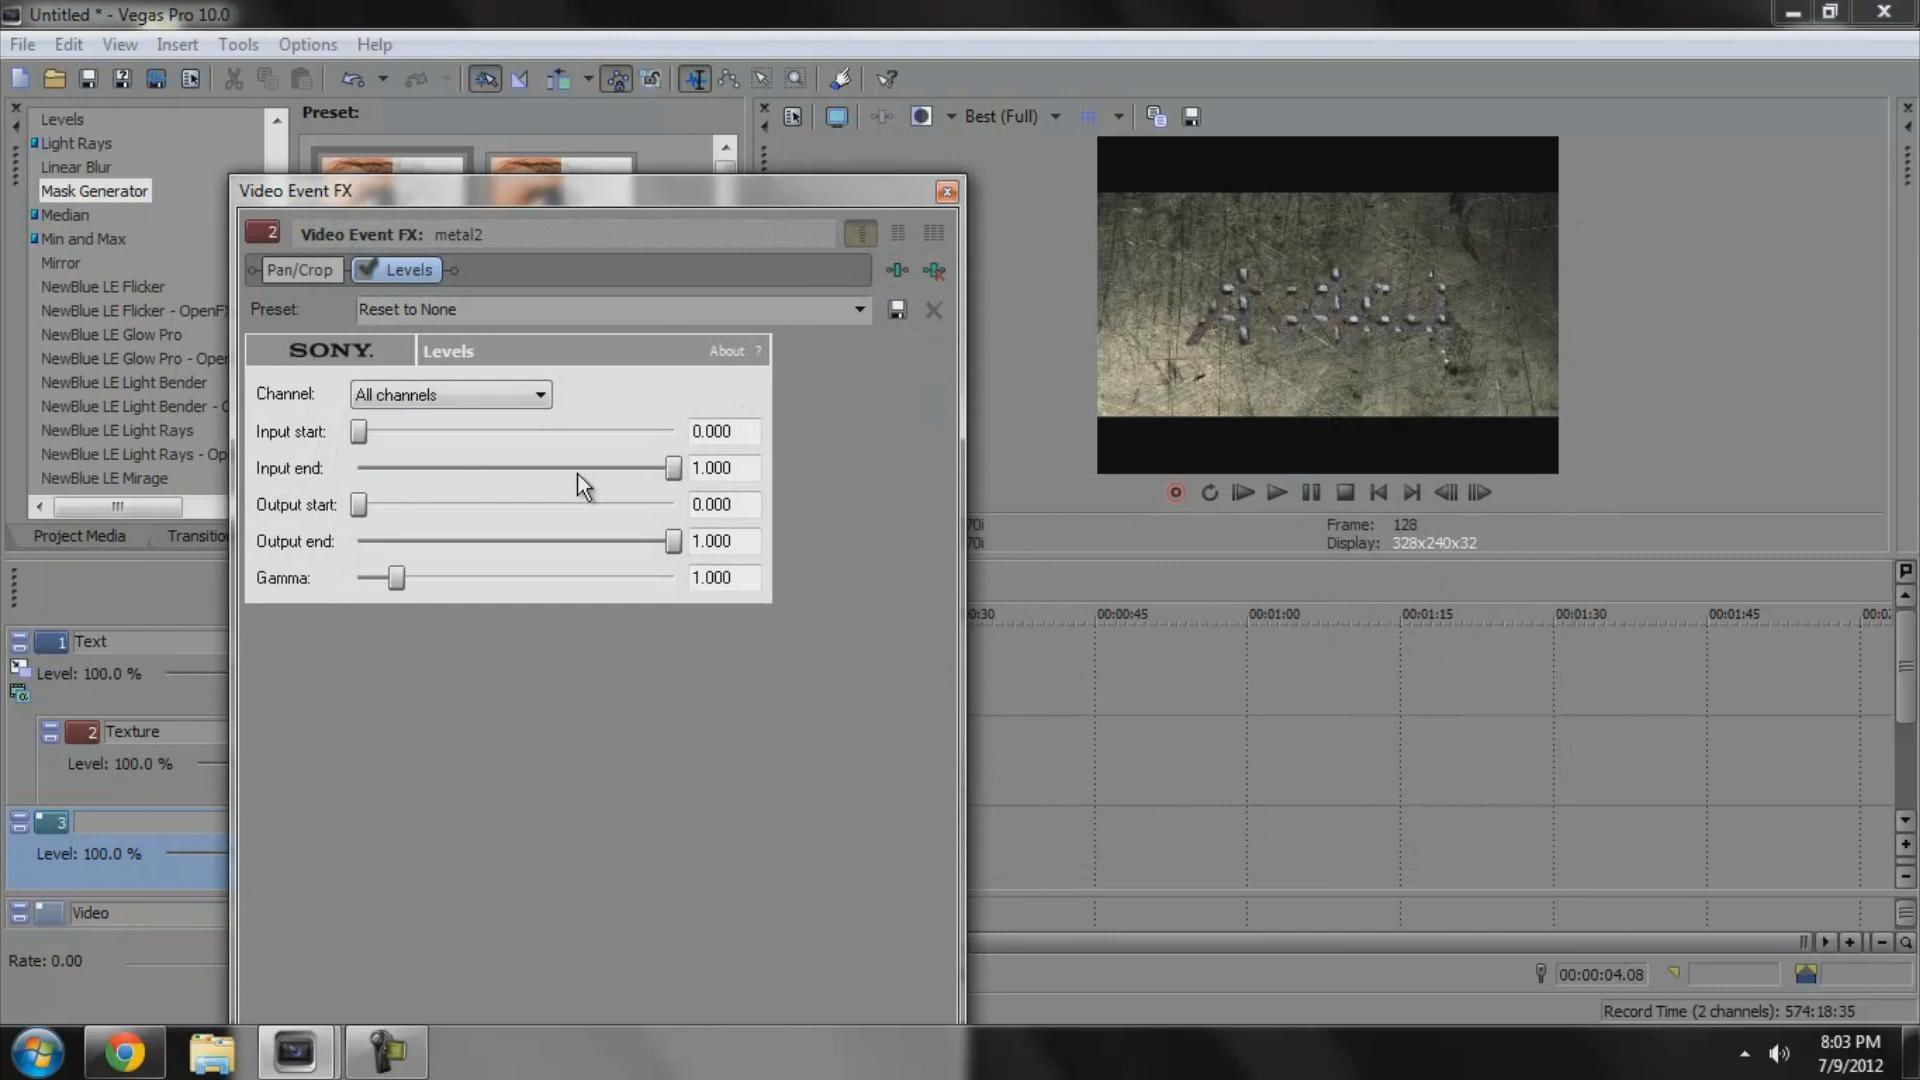 Untitled * - Vegas Pro 10.0
File Edit View Insert Tools Options Help
Levels
Light Rays
Linear Blur
Mask Generator
Median
Min and Max
Mirror
NewBlue LE Flicker
NewBlue LE Flicker - OpenF
NewBlue LE Glow Pro
NewBlue LE Glow Pro - Open
NewBlue LE Light Bender
NewBlue LE Light Bender - 
NewBlue LE Light Rays
NewBlue LE Light Rays - Op
NewBlue LE Mirage
Project Media Transition
Preset:
Best (Full)
Video Event FX
2 Video Event FX: metal2
Pan/Crop Levels
Preset: Reset to None
SONY. Levels About ?
Channel: All channels
Input start: 0.000
Input end: 1.000
Output start: 0.000
Output end: 1.000
Gamma: 1.000
70i Frame: 128
70i Display: 328x240x32
0:30 00:00:45 00:01:00 00:01:15 00:01:30 00:01:45 00:02
1 Text
Level: 100.0 %
2 Texture
Level: 100.0 %
3
Level: 100.0 %
Video
Rate: 0.00
00:00:04.08
Record Time (2 channels): 574:18:35
8:03 PM
7/9/2012